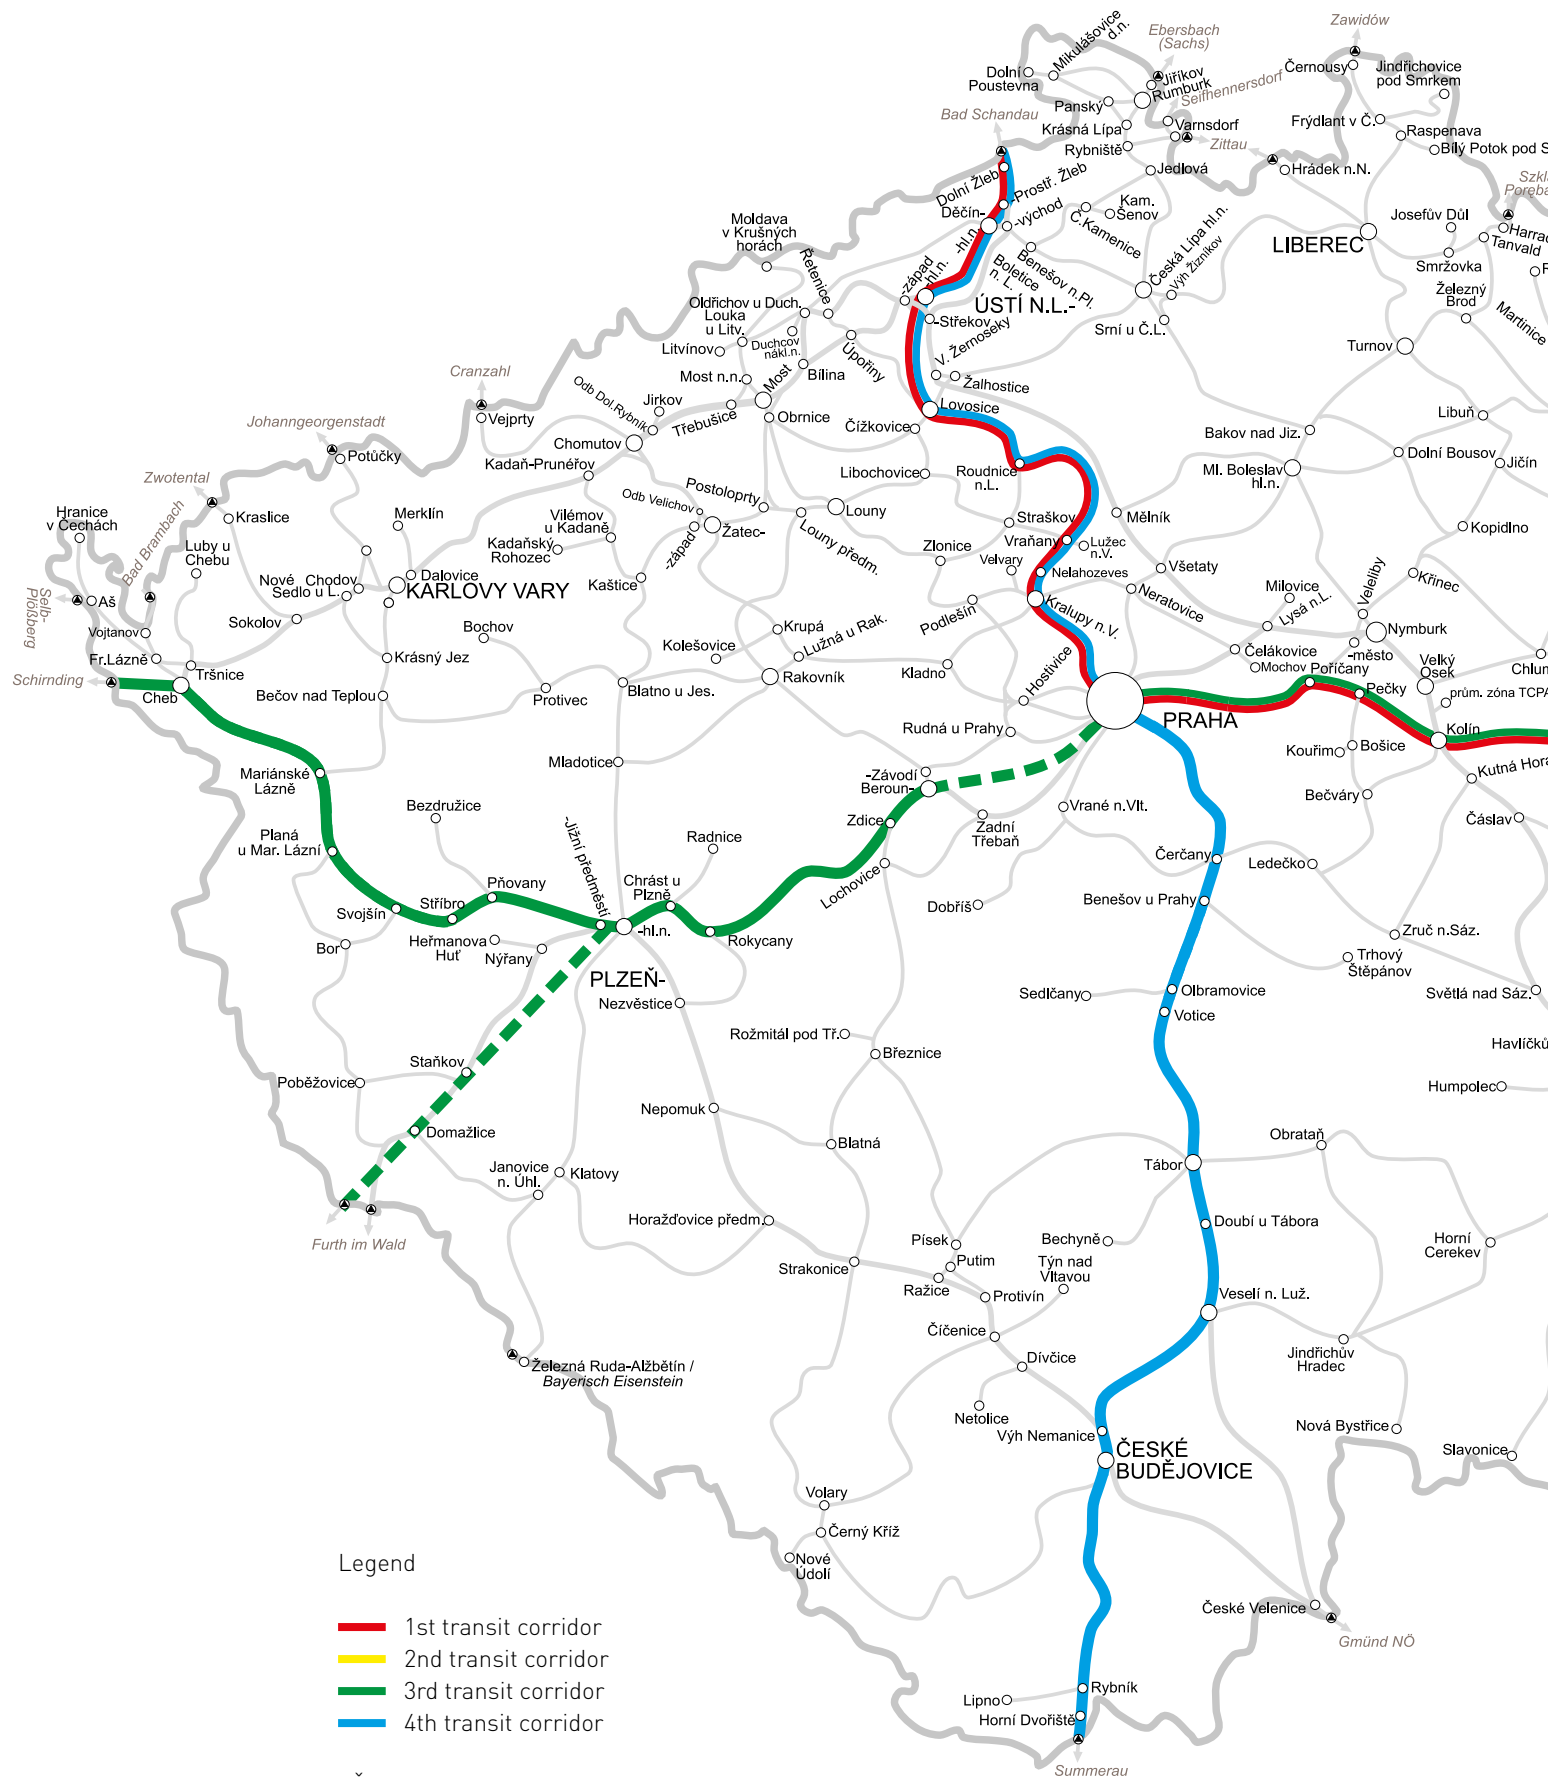 Zawidów
Ebersbach
(Sachs)
Mikulášovice
d.n.
Dolní
Poustevna
Jiříkov
Rumburk
Seifhennersdorf
Černousy
Jindřichovice
pod Smrkem
Panský
Bad Schandau
Krásná Lípa
Varnsdorf
Frýdlant v Č.
Raspenava
Rybniště
Zittau
Bílý Potok pod S
Jedlová
Hrádek n.N.
Dolní Žleb
-Prostř. Žleb
Szkl
Poręba
Děčín-
-východ
-hl.n.
Č.Kamenice
Kam.
Šenov
Josefův Důl
Harrac
Tanvald
Moldava
v Krušných
horách
LIBEREC
Smržovka
Řetenice
-západ
-hl.n.
Boletice
n. L.
Benešov n.Pl.
Česká Lípa hl.n.
Výh Žizníkov
Železný
Brod
Martinice
Oldřichov u Duch.
Louka
u Litv.
ÚSTÍ N.L.-
-Střekov
Srní u Č.L.
Duchcov
nákl.n.
Litvínov
Úpořiny
V. Žernoseky
Turnov
Cranzahl
Most n.n.
Most
Bílina
Žalhostice
Odb Dol.Rybník
Jirkov
Třebušice
Obrnice
Lovosice
Libuň
Vejprty
Johanngeorgenstadt
Čížkovice
Bakov nad Jiz.
Chomutov
Potůčky
Kadaň-Prunéřov
Libochovice
Roudnice
n.L.
Ml. Boleslav
hl.n.
Dolní Bousov
Jičín
Zwotental
Postoloprty
Odb Velichov
Louny
Hranice
v Čechách
Kraslice
Merklín
Vilémov
u Kadaně
Žatec-
-západ
Louny předm.
Straškov
Mělník
Kopidlno
Bad Brambach
Luby u
Chebu
Kadaňský
Rohozec
Zlonice
Vraňany
Lužec
n.V.
Velvary
Nelahozeves
Všetaty
Nové
Sedlo u L.
Chodov
Dalovice
KARLOVY VARY
Kaštice
Neratovice
Milovice
Veleliby
Křinec
Selb-
Plößberg
Aš
Sokolov
Bochov
Krupá
Podlešín
Kralupy n.V.
Lysá n.L.
Nymburk
-město
Vojtanov
Kolešovice
Lužná u Rak.
Čelákovice
Fr.Lázně
Krásný Jez
Kladno
Hostivice
Mochov
Poříčany
Velký
Osek
Chlum
Schirnding
Tršnice
Cheb
Bečov nad Teplou
Protivec
Blatno u Jes.
Rakovník
Pečky
prům. zóna TCPA
Rudná u Prahy
PRAHA
Kolín
Bošice
Kouřim
Mladotice
Mariánské
Lázně
-Závodí
Beroun-
Kutná Hora
Bečváry
Bezdružice
Vrané n.Vlt.
Zdice
Zadní
Třebaň
Čáslav
Planá
u Mar. Lázní
-Jižní předměstí
Radnice
Čerčany
Ledečko
Lochovice
Chrást u
Plzně
Pňovany
Stříbro
Svojšín
Dobříš
Benešov u Prahy
-hl.n.
Rokycany
Heřmanova
Huť
Bor
Nýřany
Zruč n.Sáz.
Trhový
Štěpánov
PLZEŇ-
Nezvěstice
Sedlčany
Olbramovice
Světlá nad Sáz.
Votice
Rožmitál pod Tř.
Březnice
Havlíčků
Staňkov
Poběžovice
Humpolec
Nepomuk
Domažlice
Blatná
Obrataň
Janovice
n. Úhl.
Klatovy
Tábor
Horažďovice předm.
Doubí u Tábora
Furth im Wald
Písek
Bechyně
Horní
Cerekev
Strakonice
Putim
Týn nad
Vltavou
Ražice
Protivín
Veselí n. Luž.
Číčenice
Jindřichův
Hradec
Dívčice
Železná Ruda-Alžbětín /
Bayerisch Eisenstein
Netolice
Nová Bystřice
Výh Nemanice
ČESKÉ
BUDĚJOVICE
Slavonice
Volary
Černý Kříž
Nové
Údolí
Legend
České Velenice
1st transit corridor
Gmünd NÖ
2nd transit corridor
3rd transit corridor
Rybník
Lipno
4th transit corridor
Horní Dvořiště
Summerau